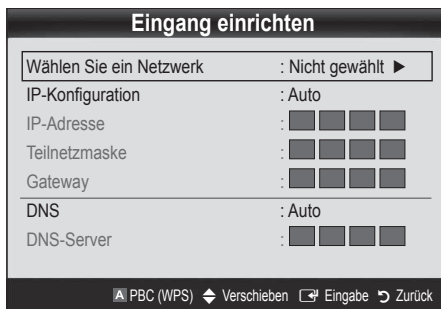 Eingang einrichten
Wählen Sie ein Netzwerk : Nicht gewählt ►
IP-Konfiguration : Auto
IP-Adresse :
Teilnetzmaske :
Gateway :
DNS : Auto
DNS-Server :
A PBC (WPS) Verschieben Eingabe Zurück